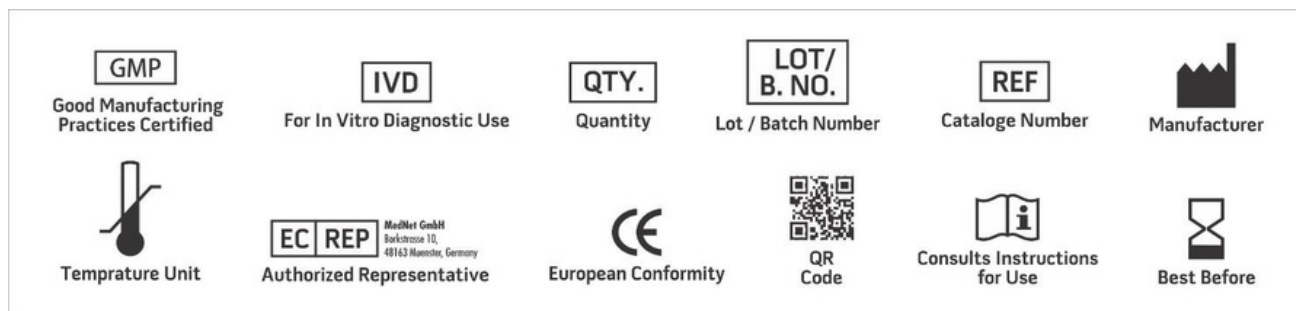 GMP
Good Manufacturing
Practices Certified
IVD
For In Vitro Diagnostic Use
QTY.
Quantity
LOT/
B. NO.
Lot / Batch Number
REF
Cataloge Number
Manufacturer
Temprature Unit
EC REP
MedNet GmbH
Borkstrasse 10,
48163 Muenster, Germany
Authorized Representative
CE
European Conformity
QR
Code
i
Consults Instructions
for Use
Best Before